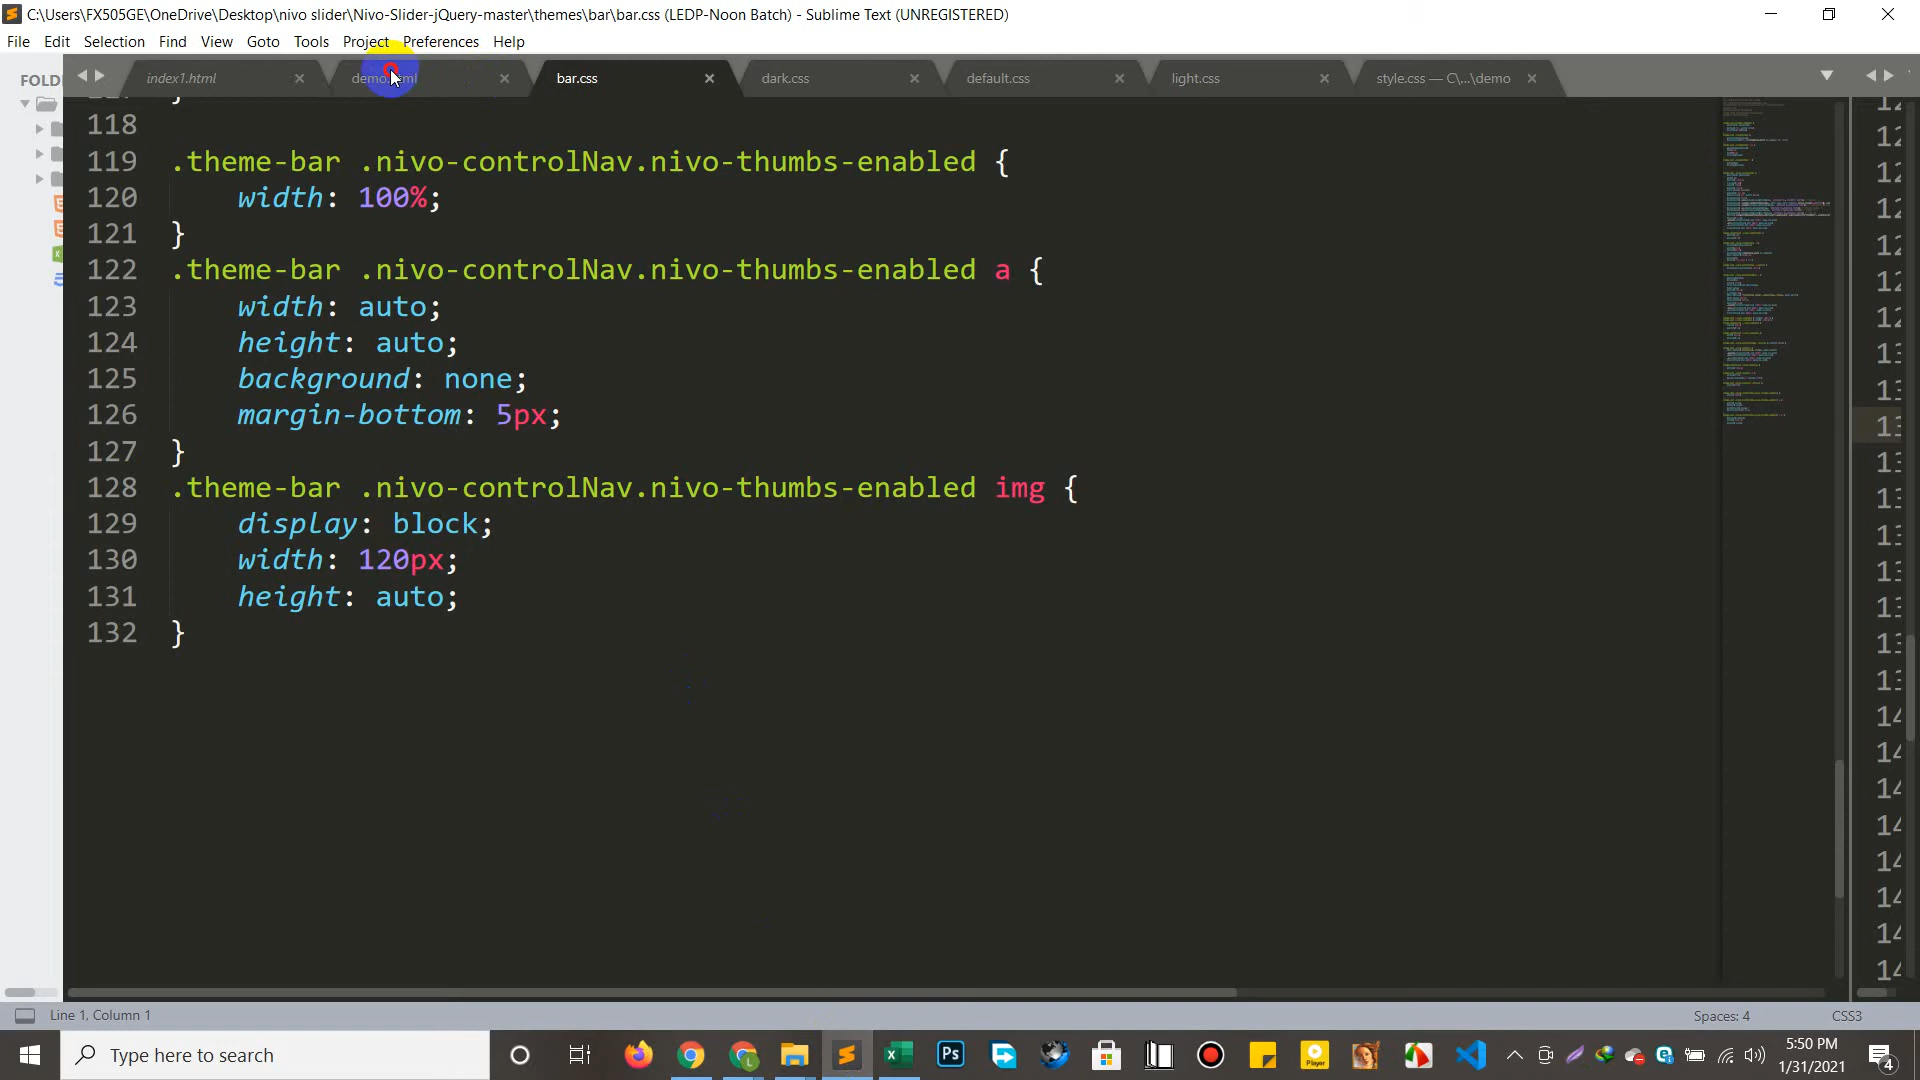 C:\Users\FX505GE\OneDrive\Desktop\nivo slider\Nivo-Slider-jQuery-master\themes\bar\bar.css (LEDP-Noon Batch) - Sublime Text (UNREGISTERED)
File Edit Selection Find View Goto Tools Project Preferences Help
FOLD
index1.html
bar.css
dark.css
default.css
light.css
style.css — C\...\demo
118
119 .theme-bar .nivo-controlNav.nivo-thumbs-enabled {
120 width: 100%;
121 }
122 .theme-bar .nivo-controlNav.nivo-thumbs-enabled a {
123 width: auto;
124 height: auto;
125 background: none;
126 margin-bottom: 5px;
127 }
128 .theme-bar .nivo-controlNav.nivo-thumbs-enabled img {
129 display: block;
130 width: 120px;
131 height: auto;
132 }
Line 1, Column 1
Spaces: 4
CSS3
Type here to search
5:50 PM
1/31/2021
4